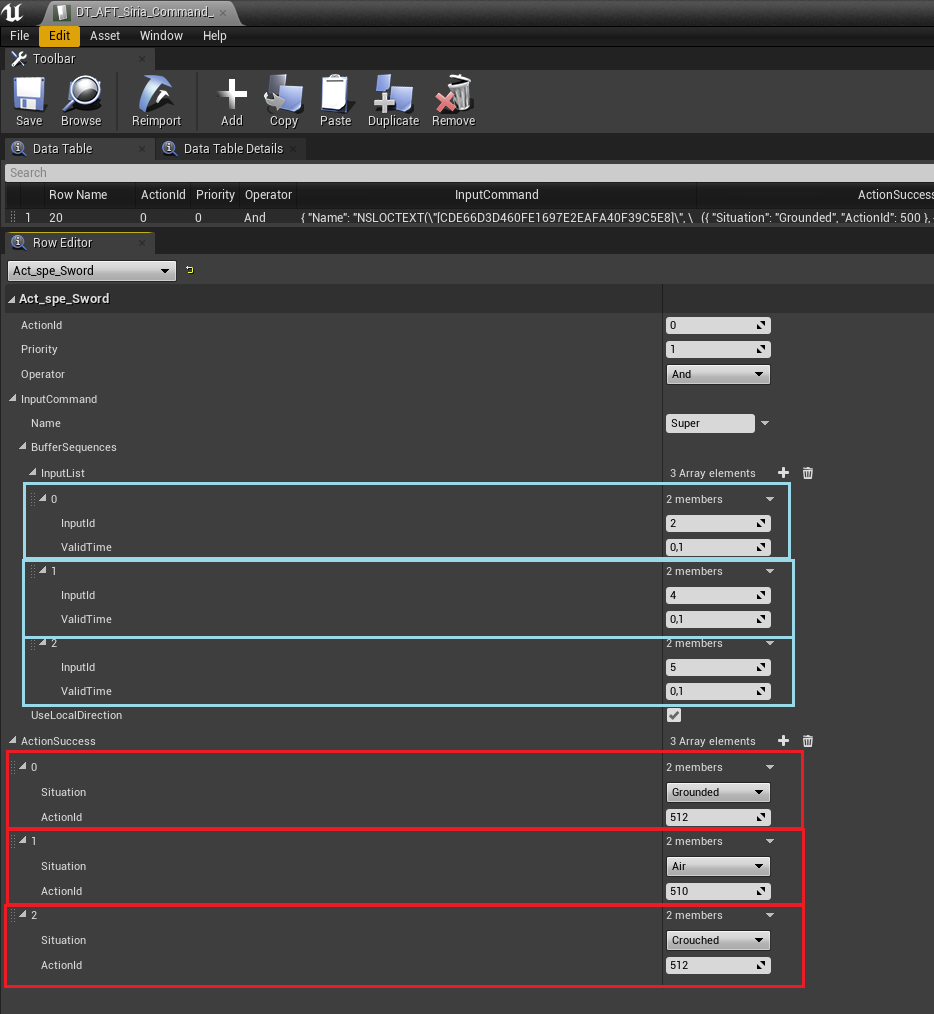 DT_AFT_Siria_Command_
File Edit Asset Window Help
Toolbar
Save Browse Reimport Add Copy Paste Duplicate Remove
Data Table Data Table Details
Search
Row Name ActionId Priority Operator InputCommand ActionSuccess
1 20 0 0 And { "Name": "NSLOCTEXT(\"[CDE66D3D460FE1697E2EAFA40F39C5E8]\", \ ({ "Situation": "Grounded", "ActionId": 500 },
Row Editor
Act_spe_Sword
Act_spe_Sword
ActionId 0
Priority 1
Operator And
InputCommand
Name Super
BufferSequences
InputList 3 Array elements
0 2 members
InputId 2
ValidTime 0,1
1 2 members
InputId 4
ValidTime 0,1
2 2 members
InputId 5
ValidTime 0,1
UseLocalDirection
ActionSuccess 3 Array elements
0 2 members
Situation Grounded
ActionId 512
1 2 members
Situation Air
ActionId 510
2 2 members
Situation Crouched
ActionId 512